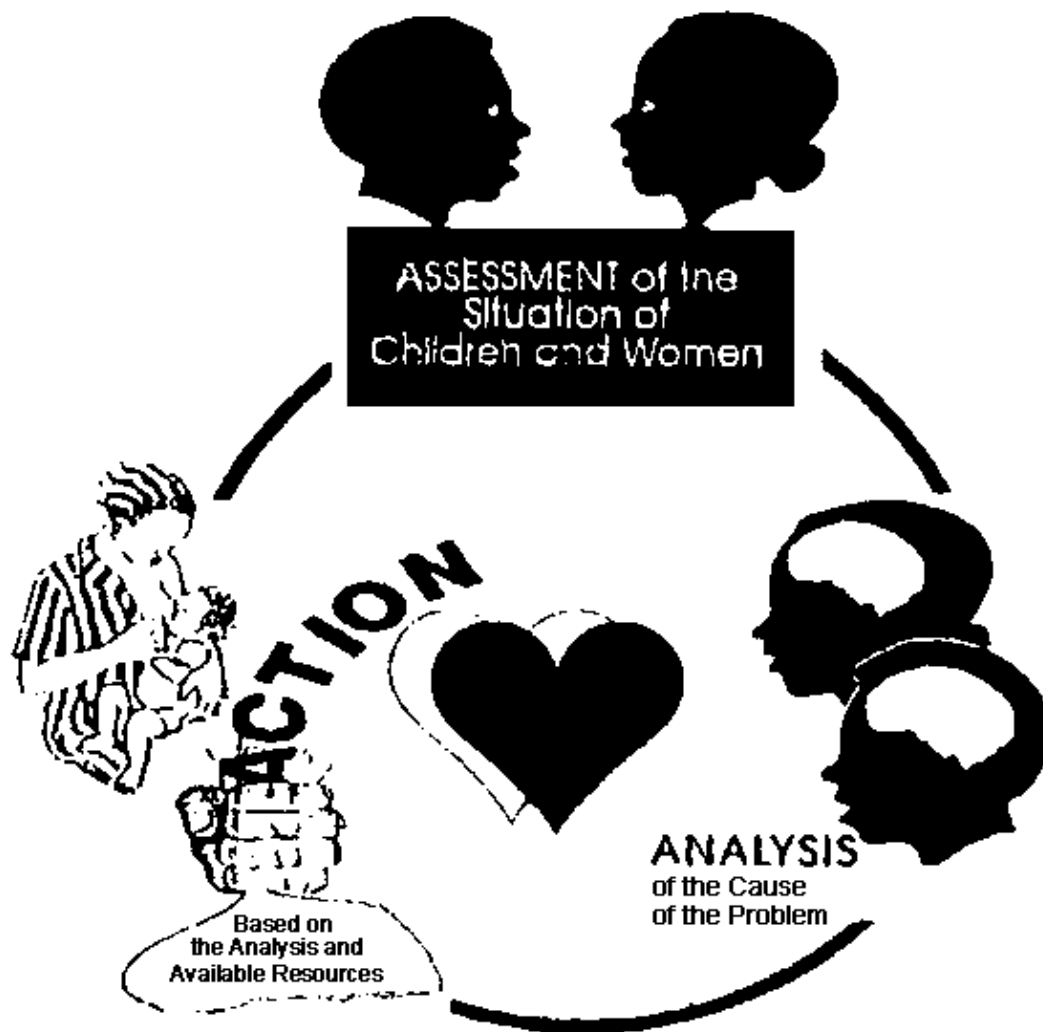 ASSESSMENT of the
Situation of
Children and Women
ACTION
Based on
the Analysis and
Available Resources
ANALYSIS
of the Cause
of the Problem